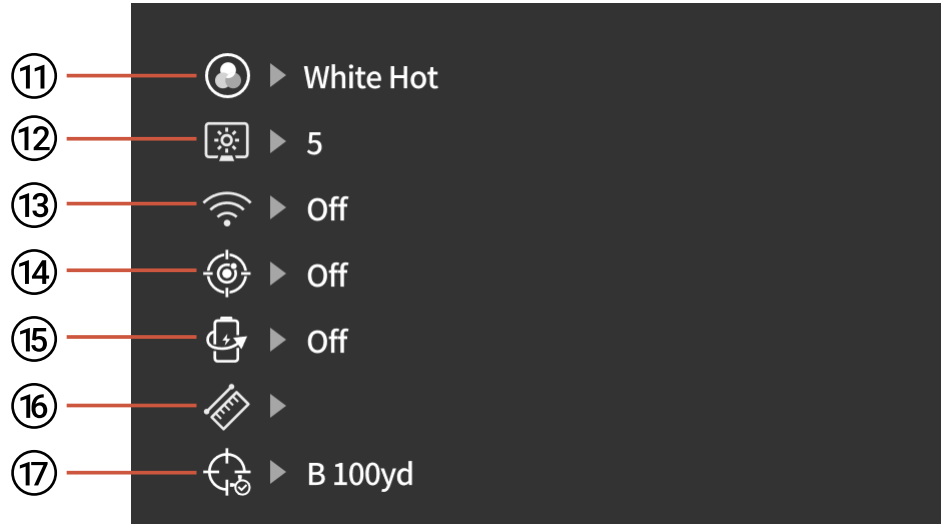 ⑪ White Hot
⑫ 5
⑬ Off
⑭ Off
⑮ Off
⑯
⑰ B 100yd